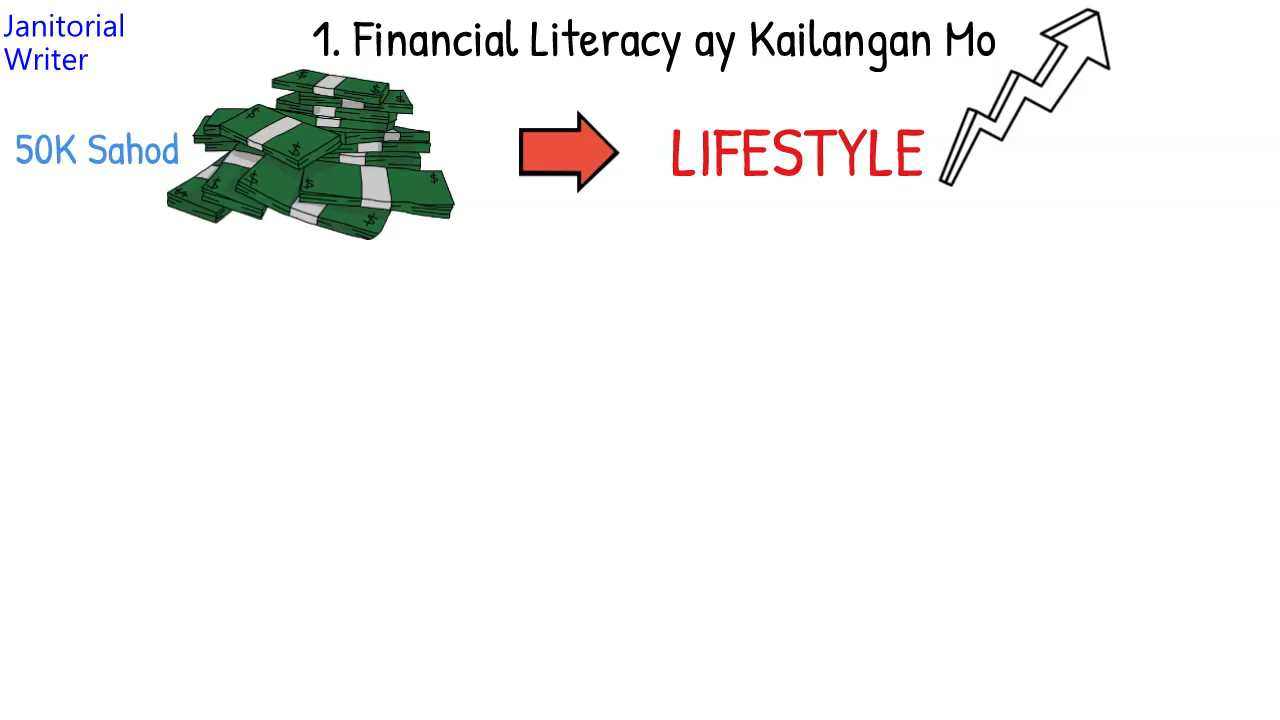 Janitorial
Writer
1. Financial Literacy ay Kailangan Mo
50K Sahod
LIFESTYLE